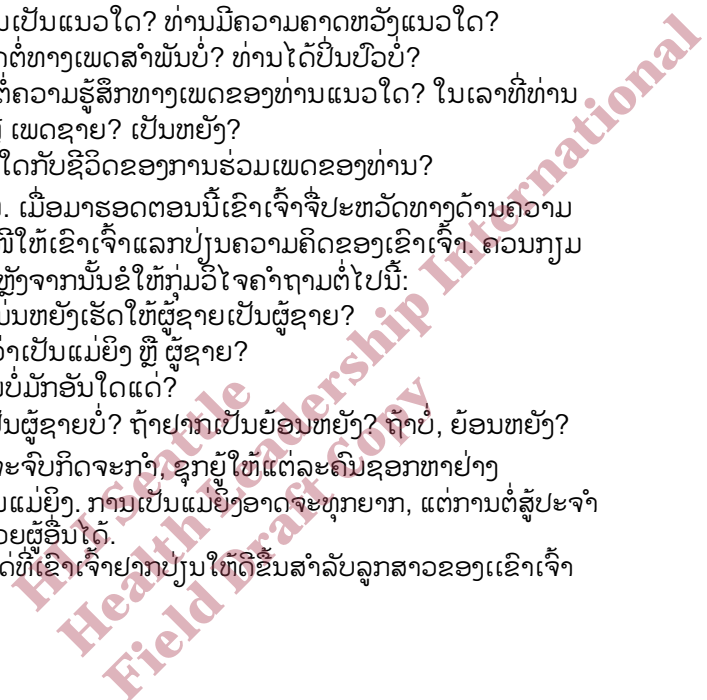 ນເປັນແນວໃດ? ທ່ານມີຄວາມຄາດຫວັງແນວໃດ?
ດຕໍ່ທາງເພດສຳພັນບໍ່? ທ່ານໄດ້ປິ່ນປົວບໍ່?
ຕໍ່ຄວາມຮູ້ສຶກທາງເພດຂອງທ່ານແນວໃດ? ໃນເລາທີ່ທ່ານ
ເພດຊາຍ? ເປັນຫຍັງ?
ໃດກັບຊີວິດຂອງການຮ່ວມເພດຂອງທ່ານ?
ເມື່ອມາຮອດຕອນນີ້ເຂົາເຈົ້າຈື່ປະຫວັດທາງດ້ານຄວາມ
ໃຫ້ເຂົາເຈົ້າແລກປ່ຽນຄວາມຄິດຂອງເຂົາເຈົ້າ. ຄວນກຽມ
ຫຼັງຈາກນັ້ນຂໍໃຫ້ກຸ່ມວິໄຈຄຳຖາມຕໍ່ໄປນີ້:
ມ່ນຫຍັງເຮັດໃຫ້ຜູ້ຊາຍເປັນຜູ້ຊາຍ?
ວ່າເປັນແມ່ຍິງ ຫຼື ຜູ້ຊາຍ?
ນບໍ່ມັກອັນໃດແດ່?
ປັນຜູ້ຊາຍບໍ່? ຖ້າຢາກເປັນຍ້ອນຫຍັງ? ຖ້າບໍ່, ຍ້ອນຫຍັງ?
ຈະຈົບກິດຈະກຳ, ຊຸກຍູ້ໃຫ້ແຕ່ລະຄົນຊອກຫາຢ່າງ
ນແມ່ຍິງ. ການເປັນແມ່ຍິງອາດຈະທຸກຍາກ, ແຕ່ການຕໍ່ສູ້ປະຈຳ
ວຍຜູ້ອື່ນໄດ້.
ດ່ທີ່ເຂົາເຈົ້າຢາກປ່ຽນໃຫ້ດີຂຶ້ນສຳລັບລູກສາວຂອງເເຂົາເຈົ້າ
HLI Seattle
Health Leadership International
Field Draft Copy